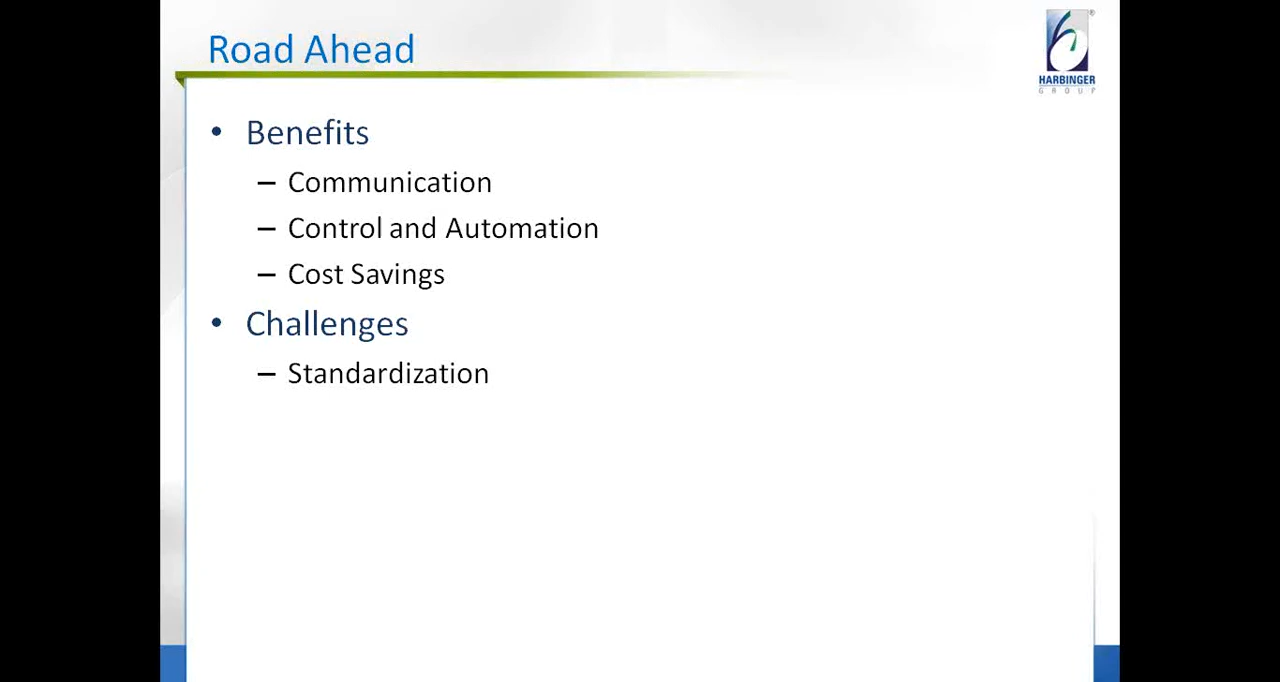 Road Ahead
HARBINGER
GROUP
• Benefits
– Communication
– Control and Automation
– Cost Savings
• Challenges
– Standardization